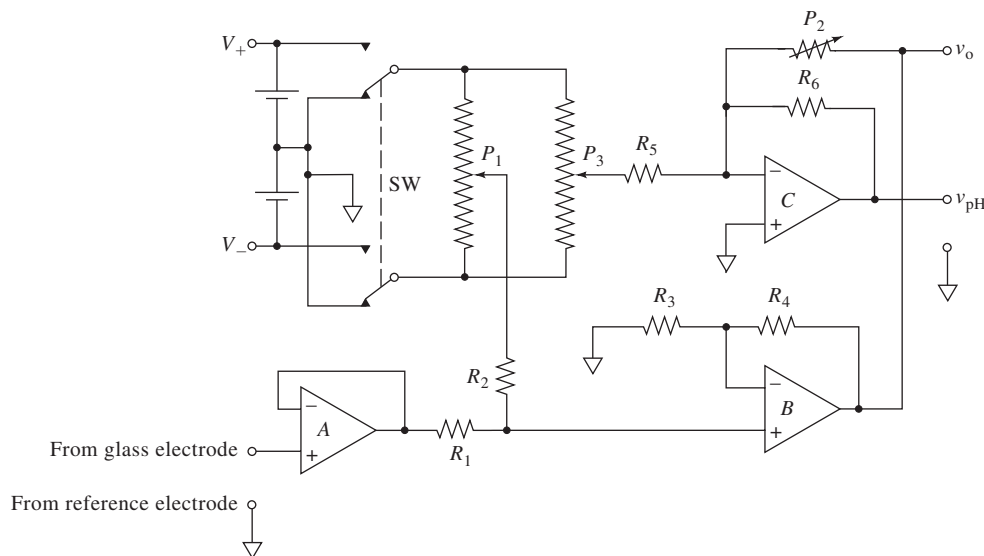 P2
V+
vo
R6
R5
P1
P3
−
C
SW
vpH
+
V−
R3
R4
R2
−
−
A
B
From glass electrode
+
R1
+
From reference electrode